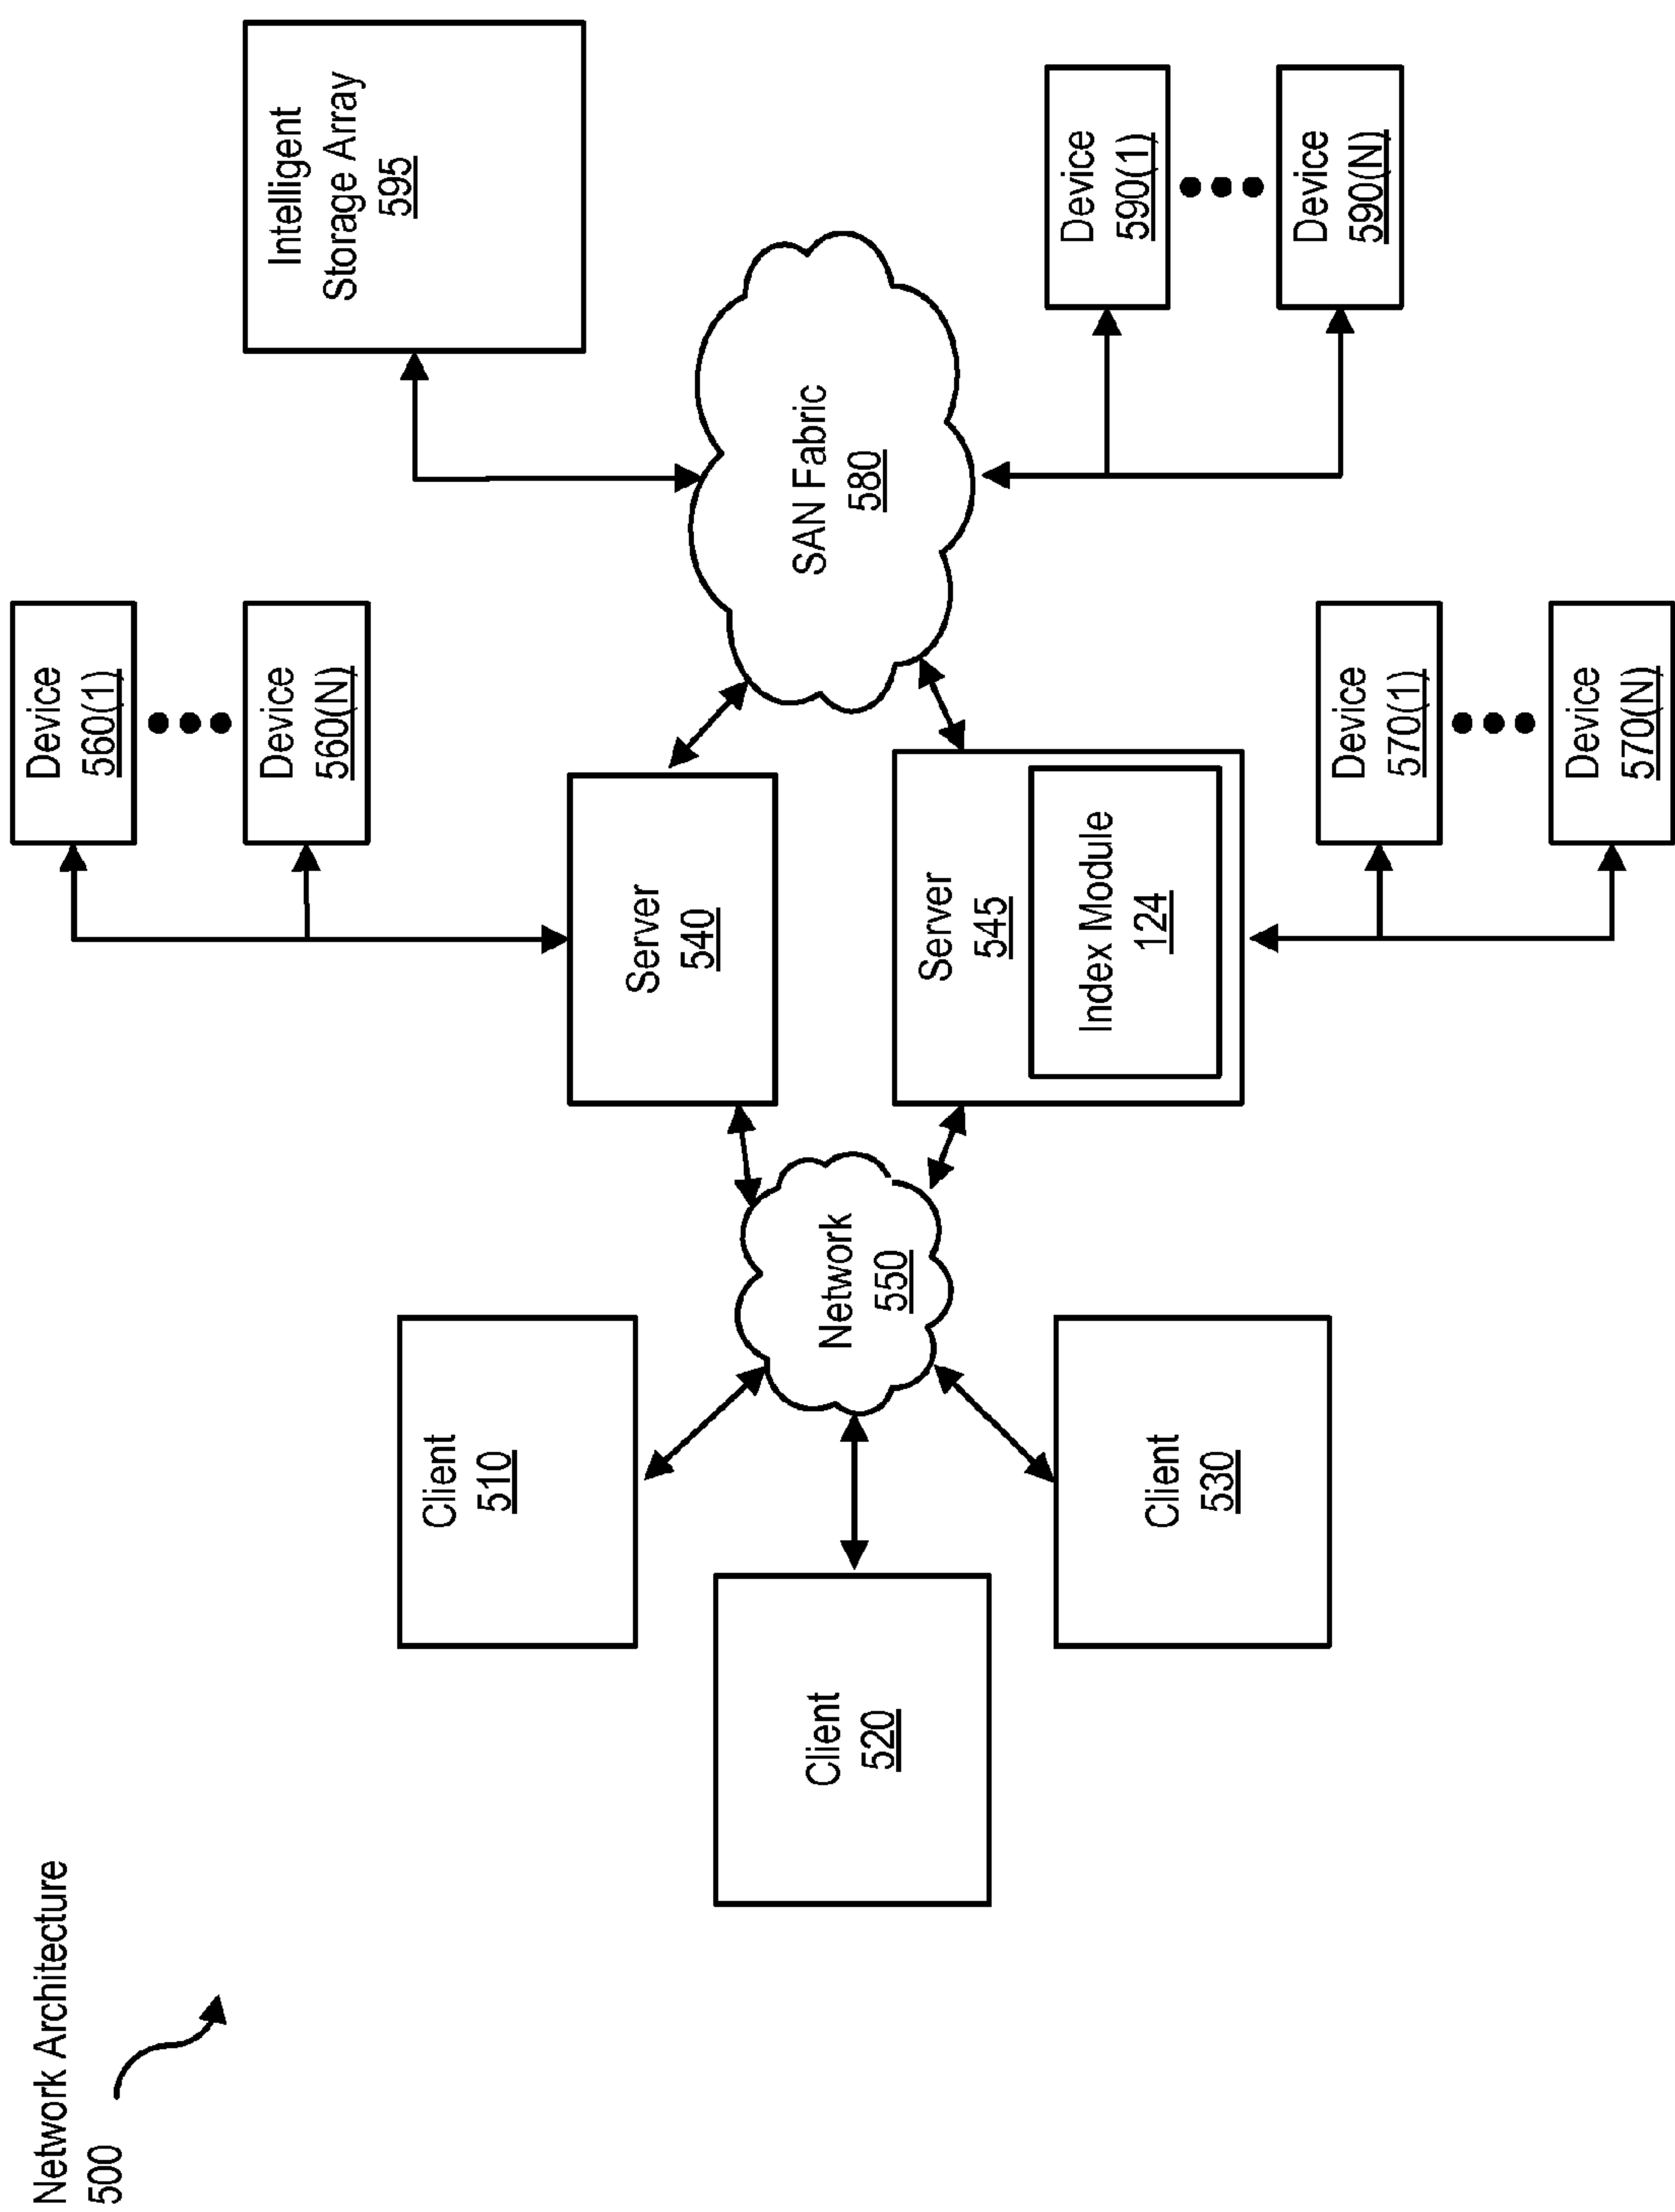 Network Architecture
500
Device
560(1)
Device
560(N)
Intelligent
Storage Array
595
Client
510
Server
540
Client
520
Network
550
SAN Fabric
580
Server
545
Index Module
124
Client
530
Device
590(1)
Device
590(N)
Device
570(1)
Device
570(N)